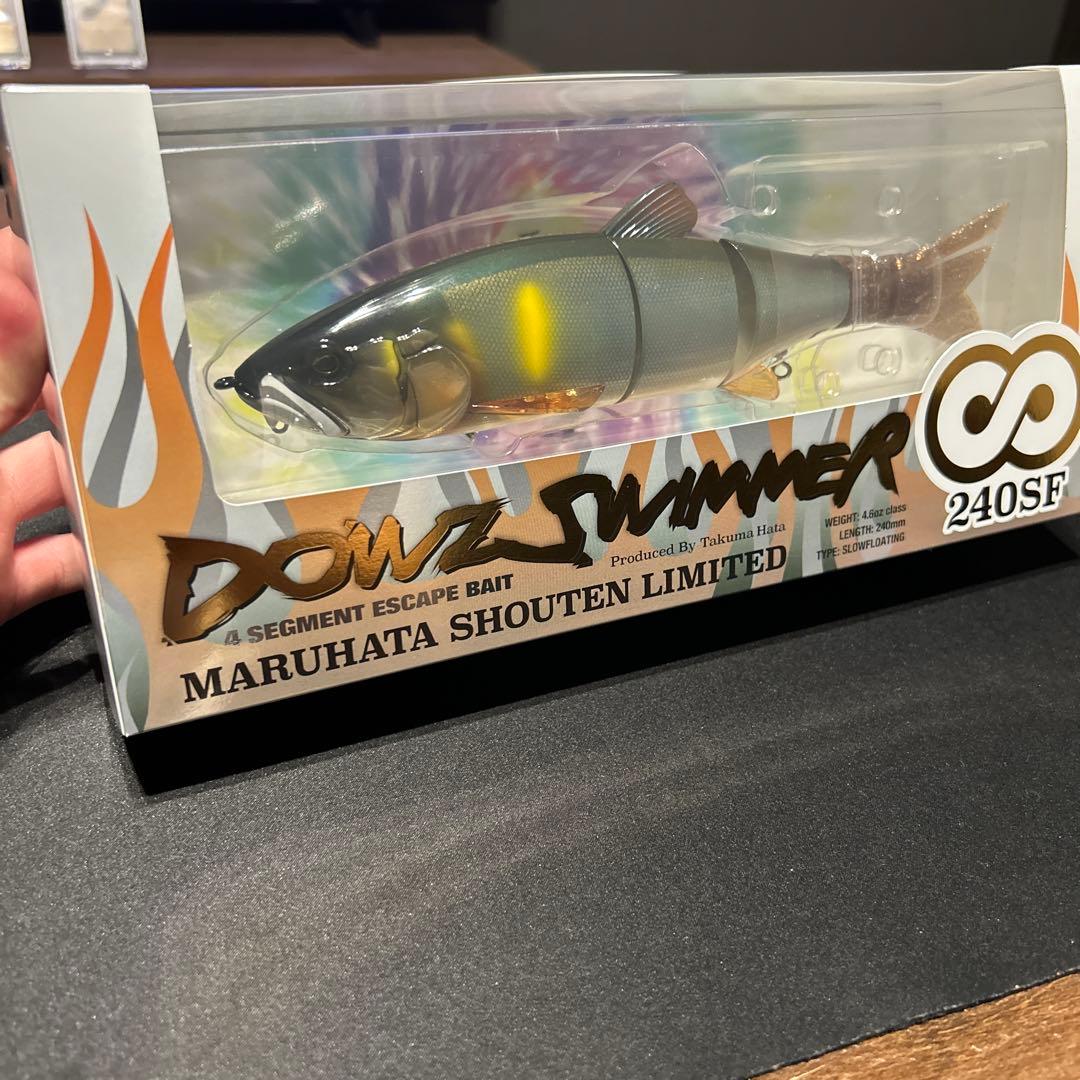 DOWZ SWIMMER
240SF
4 SEGMENT ESCAPE BAIT
Produced By Takuma Hata
WEIGHT: 4.6oz class
LENGTH: 240mm
TYPE: SLOWFLOATING
MARUHATA SHOUTEN LIMITED